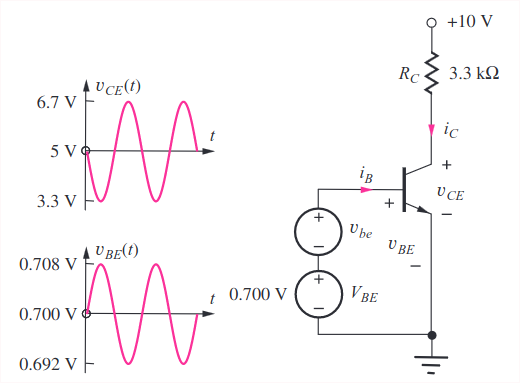 v_CE(t)
6.7 V
t
5 V
3.3 V
v_BE(t)
0.708 V
t
0.700 V
0.692 V
+10 V
R_C
3.3 kΩ
i_C
+
v_CE
−
i_B
+
v_BE
−
+
−
v_be
0.700 V
+
−
V_BE